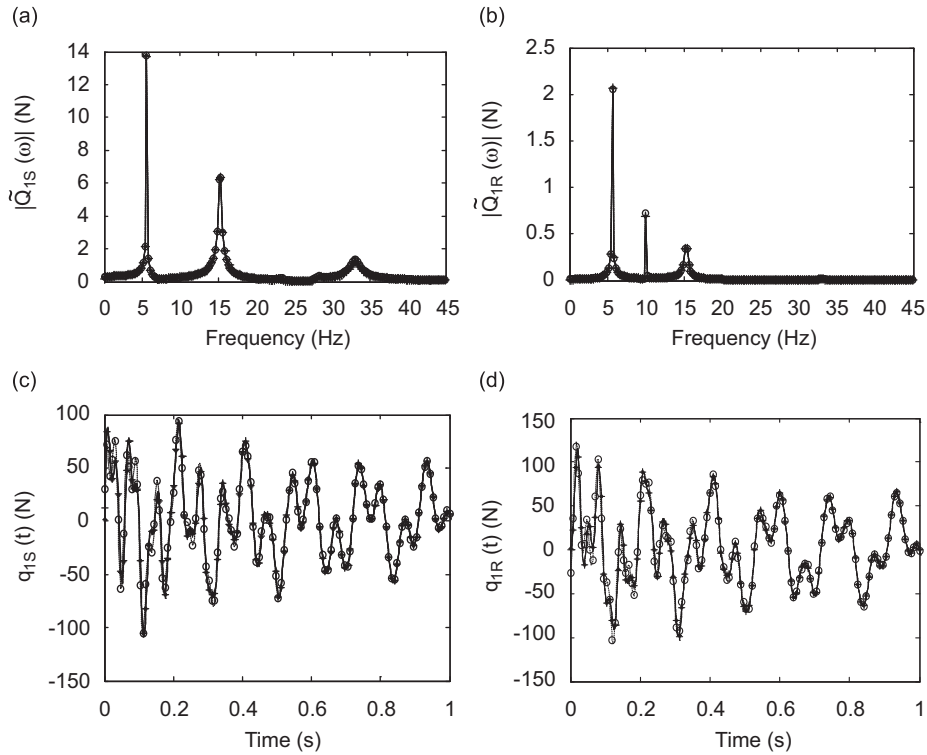 (a)
14
12
10
8
6
4
2
0
|Q̃1S (ω)| (N)
0 5 10 15 20 25 30 35 40 45
Frequency (Hz)
(b)
2.5
2
1.5
1
0.5
0
|Q̃1R (ω)| (N)
0 5 10 15 20 25 30 35 40 45
Frequency (Hz)
(c)
100
50
0
-50
-100
-150
q1S (t) (N)
0 0.2 0.4 0.6 0.8 1
Time (s)
(d)
150
100
50
0
-50
-100
-150
q1R (t) (N)
0 0.2 0.4 0.6 0.8 1
Time (s)